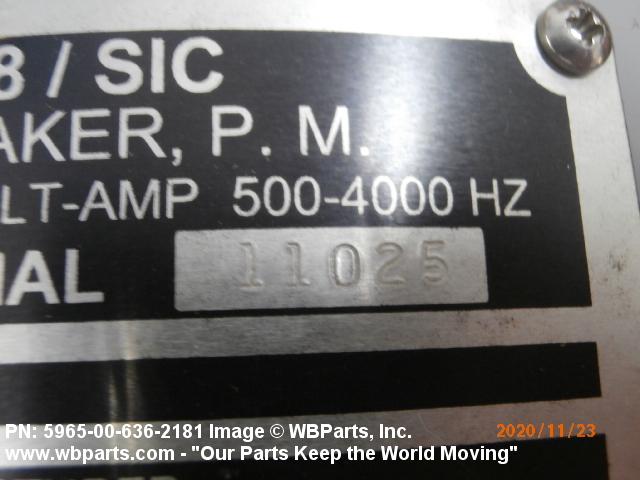 8 / SIC
AKER, P. M.
LT-AMP 500-4000 HZ
IAL 11025
PN: 5965-00-636-2181 Image © WBParts, Inc. 2020/11/23
www.wbparts.com - "Our Parts Keep the World Moving"